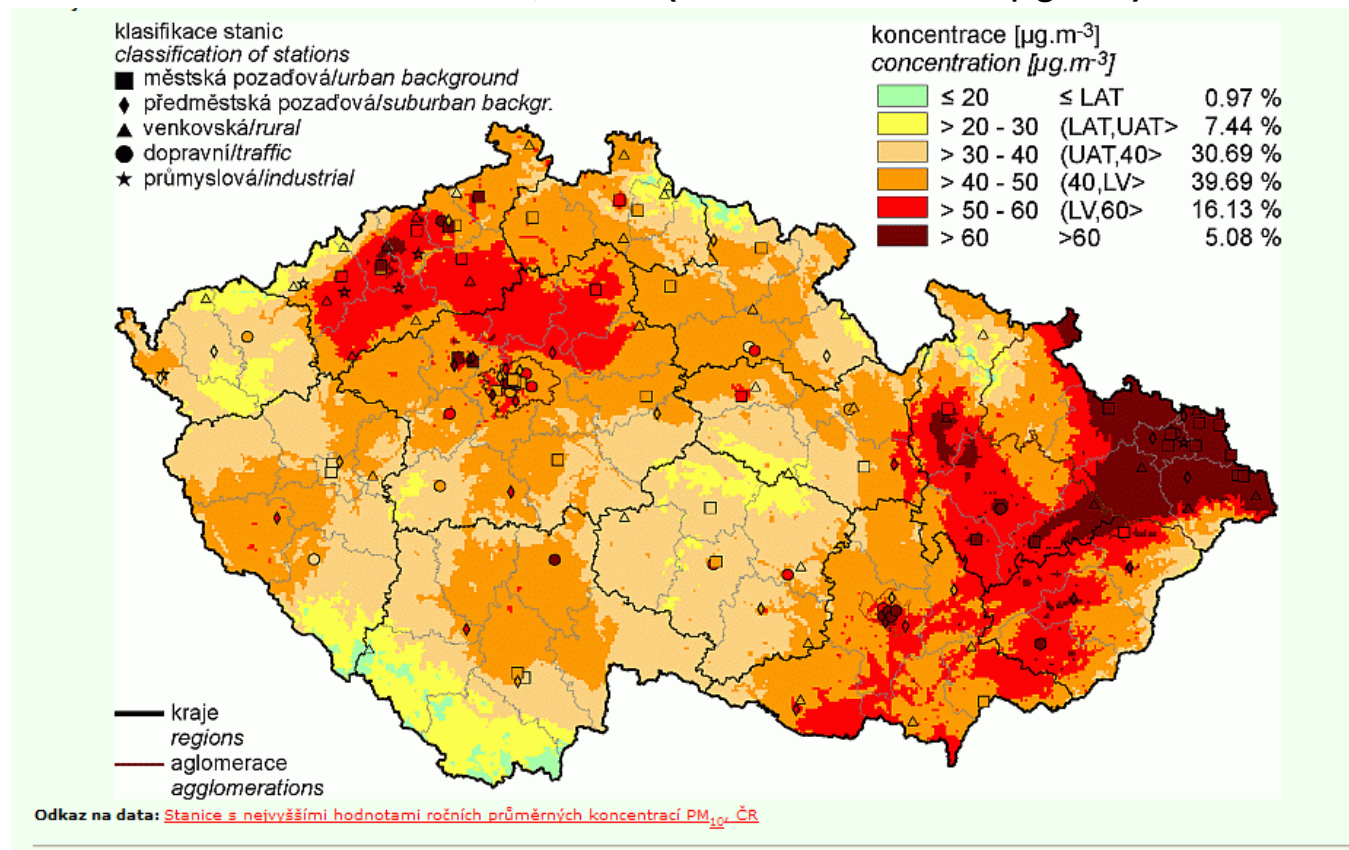 klasifikace stanic
classification of stations
městská pozaďová/urban background
předměstská pozaďová/suburban backgr.
venkovská/rural
dopravní/traffic
průmyslová/industrial
koncentrace [µg.m-3]
concentration [µg.m-3]
≤ 20 ≤ LAT 0.97 %
> 20 - 30 (LAT,UAT> 7.44 %
> 30 - 40 (UAT,40> 30.69 %
> 40 - 50 (40,LV> 39.69 %
> 50 - 60 (LV,60> 16.13 %
> 60 >60 5.08 %
kraje
regions
aglomerace
agglomerations
Odkaz na data: Stanice s nejvyššími hodnotami ročních průměrných koncentrací PM10, ČR